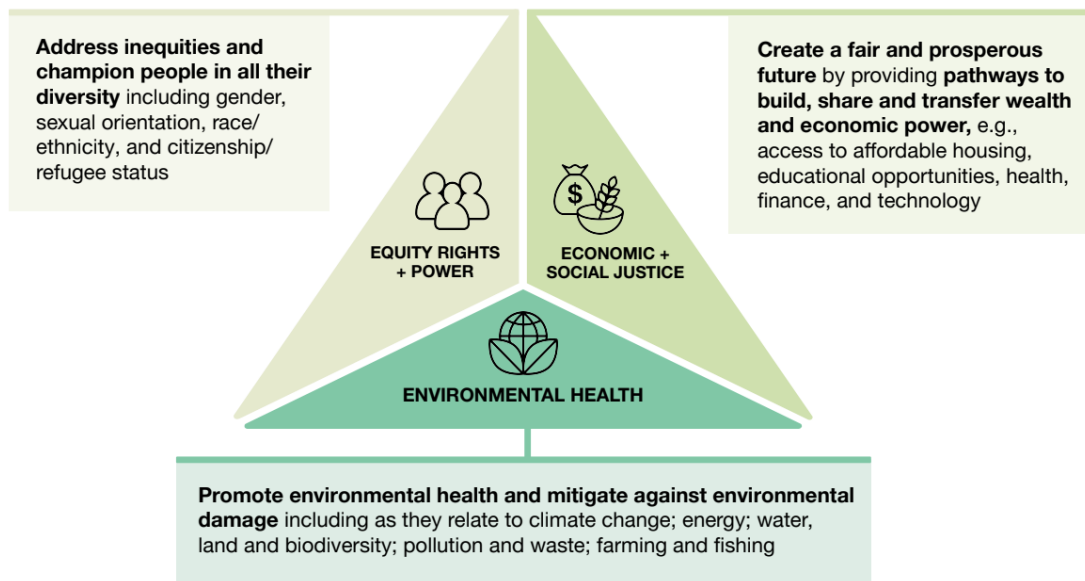 Address inequities and
champion people in all their
diversity including gender,
sexual orientation, race/
ethnicity, and citizenship/
refugee status
Create a fair and prosperous
future by providing pathways to
build, share and transfer wealth
and economic power, e.g.,
access to affordable housing,
educational opportunities, health,
finance, and technology
EQUITY RIGHTS
+ POWER
$
ECONOMIC +
SOCIAL JUSTICE
ENVIRONMENTAL HEALTH
Promote environmental health and mitigate against environmental
damage including as they relate to climate change; energy; water,
land and biodiversity; pollution and waste; farming and fishing